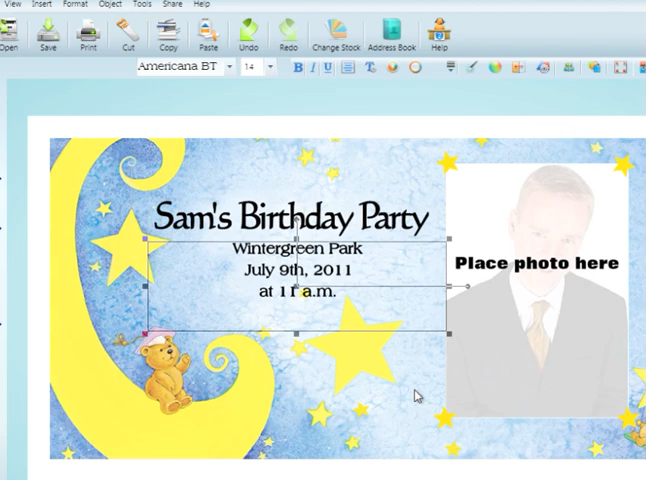 View Insert Format Object Tools Share Help
Open Save Print Cut Copy Paste Undo Redo Change Stock Address Book Help
Americana BT 14 B I U
Sam's Birthday Party
Wintergreen Park
July 9th, 2011
at 11 a.m.
Place photo here